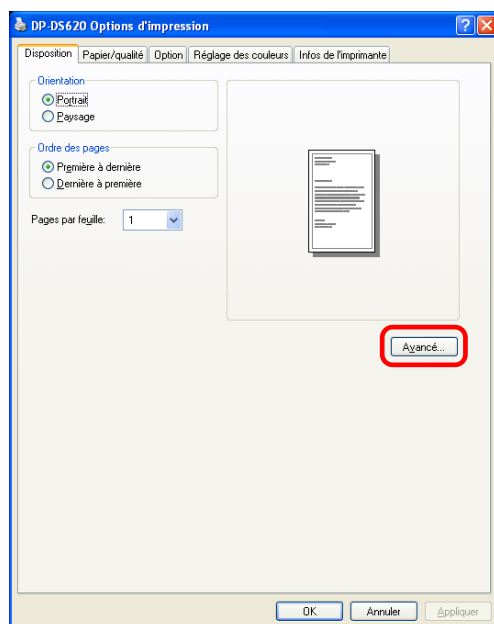 DP-DS620 Options d'impression
Disposition Papier/qualité Option Réglage des couleurs Infos de l'imprimante
Orientation
Portrait
Paysage
Ordre des pages
Première à dernière
Dernière à première
Pages par feuille: 1
Avancé...
OK Annuler Appliquer